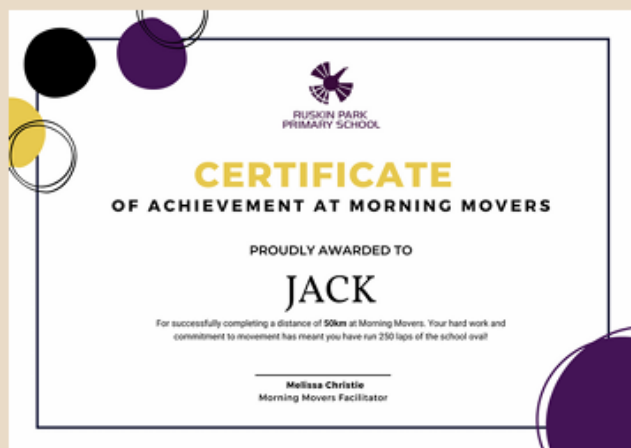 RUSKIN PARK
PRIMARY SCHOOL
CERTIFICATE
OF ACHIEVEMENT AT MORNING MOVERS
PROUDLY AWARDED TO
JACK
For successfully completing a distance of 50km at Morning Movers. Your hard work and
commitment to movement has meant you have run 250 laps of the school oval!
Melissa Christie
Morning Movers Facilitator